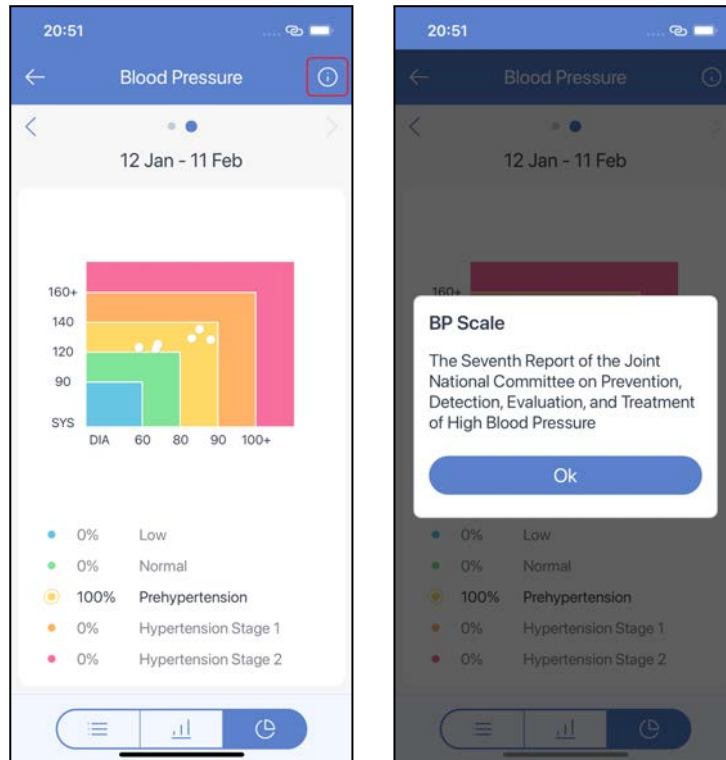 20:51
Blood Pressure
12 Jan - 11 Feb
160+
140
120
90
SYS
DIA 60 80 90 100+
0% Low
0% Normal
100% Prehypertension
0% Hypertension Stage 1
0% Hypertension Stage 2
20:51
Blood Pressure
12 Jan - 11 Feb
160+
BP Scale
The Seventh Report of the Joint
National Committee on Prevention,
Detection, Evaluation, and Treatment
of High Blood Pressure
Ok
0% Low
0% Normal
100% Prehypertension
0% Hypertension Stage 1
0% Hypertension Stage 2